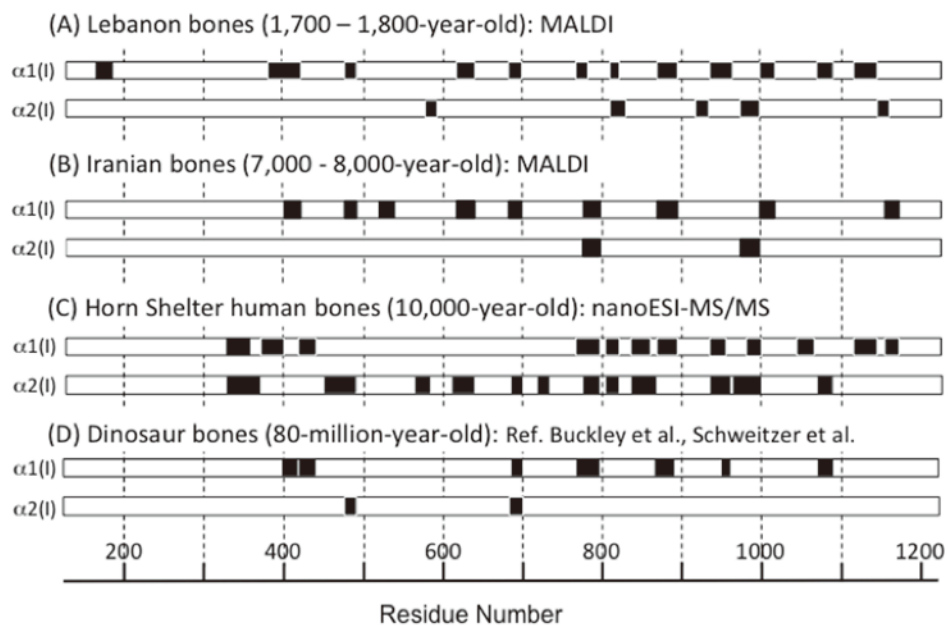 (A) Lebanon bones (1,700 – 1,800-year-old): MALDI
α1(I)
α2(I)
(B) Iranian bones (7,000 - 8,000-year-old): MALDI
α1(I)
α2(I)
(C) Horn Shelter human bones (10,000-year-old): nanoESI-MS/MS
α1(I)
α2(I)
(D) Dinosaur bones (80-million-year-old): Ref. Buckley et al., Schweitzer et al.
α1(I)
α2(I)
200 400 600 800 1000 1200
Residue Number